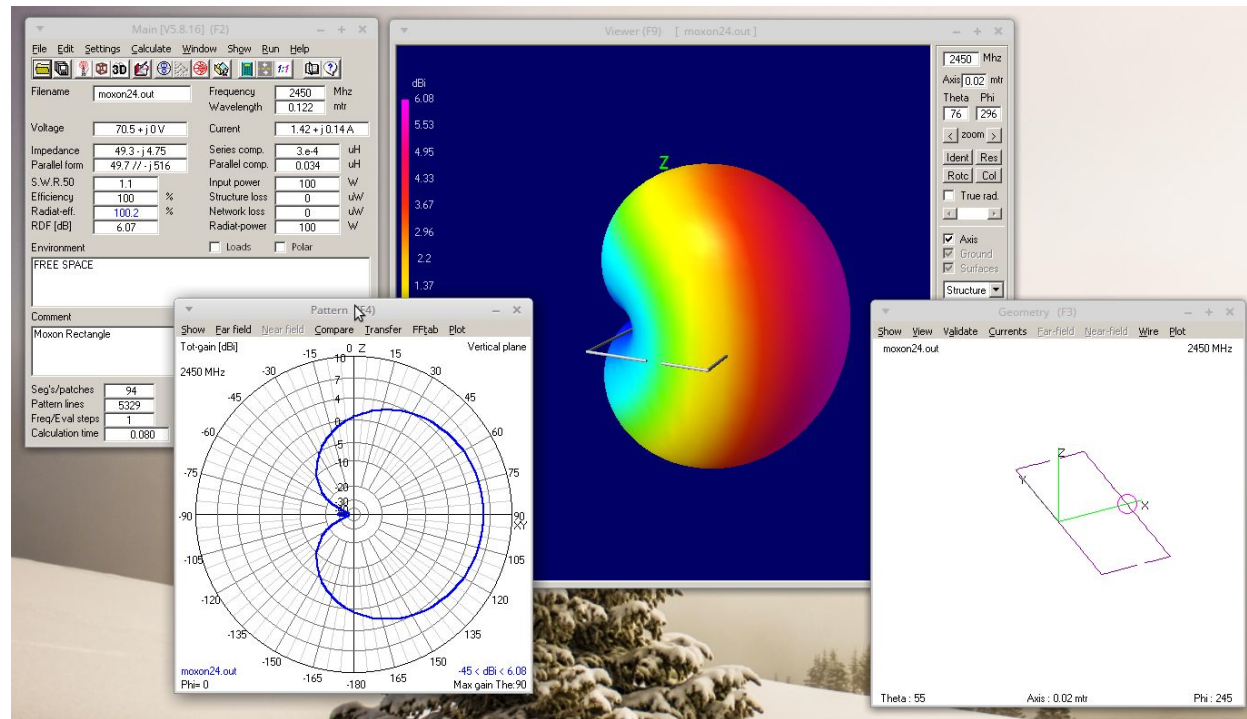 Main [V5.8.16] (F2)
File Edit Settings Calculate Window Show Run Help
3D 1:1
Filename moxon24.out Frequency 2450 Mhz
Wavelength 0.122 mtr
Voltage 70.5 + j 0 V Current 1.42 + j 0.14 A
Impedance 49.3 - j 4.75 Series comp. 3.e-4 uH
Parallel form 49.7 // - j 516 Parallel comp. 0.034 uH
S.W.R.50 1.1 Input power 100 W
Efficiency 100 % Structure loss 0 uW
Radiat-eff. 100.2 % Network loss 0 uW
RDF [dB] 6.07 Radiat-power 100 W
Environment Loads Polar
FREE SPACE
Comment
Moxon Rectangle
Seg's/patches 94
Pattern lines 5329
Freq/Eval steps 1
Calculation time 0.080
Viewer (F9) [ moxon24.out ]
dBi
6.08
5.53
4.95
4.33
3.67
2.96
2.2
1.37
Z
2450 Mhz
Axis 0.02 mtr
Theta Phi
76 296
< zoom >
Ident Res
Rotc Col
True rad.
Axis
Ground
Surfaces
Structure
Pattern (F4)
Show Far field Near field Compare Transfer FFtab Plot
Tot-gain [dBi] Vertical plane
2450 MHz
-15 0 Z 15
-30 30
-45 45
-60 60
-75 75
-90 90
XY
-105 105
-120 120
-135 135
-150 150
-165 -180 165
10
7
4
0
-5
-10
-20
-30
moxon24.out -45 < dBi < 6.08
Phi= 0 Max gain The:90
Geometry (F3)
Show View Validate Currents Far-field Near-field Wire Plot
moxon24.out 2450 MHz
Z
Y
X
Theta : 55 Axis : 0.02 mtr Phi : 245